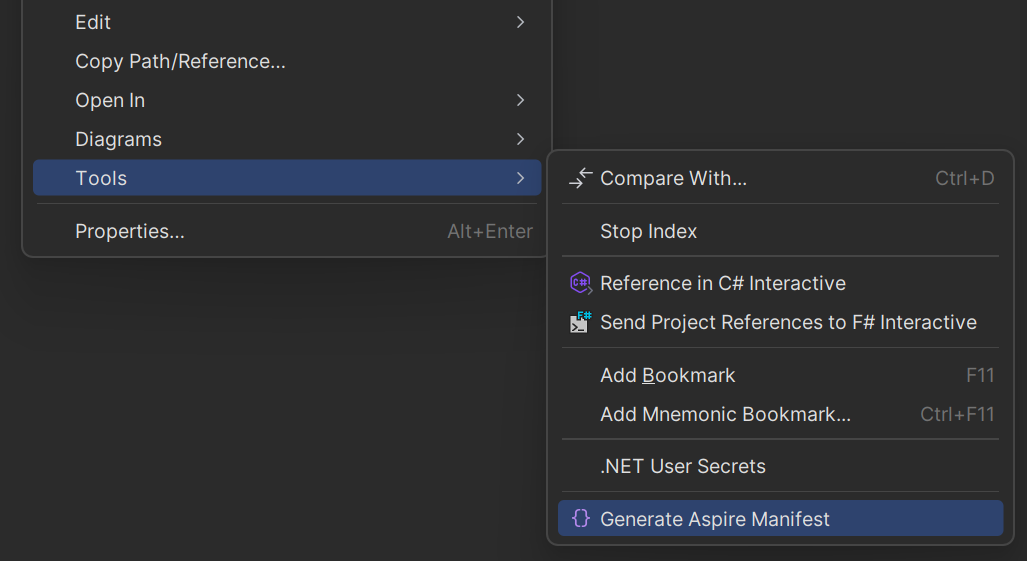 Edit
Copy Path/Reference...
Open In
Diagrams
Tools
Properties... Alt+Enter
Compare With... Ctrl+D
Stop Index
C# Reference in C# Interactive
F# Send Project References to F# Interactive
Add Bookmark F11
Add Mnemonic Bookmark... Ctrl+F11
.NET User Secrets
{} Generate Aspire Manifest